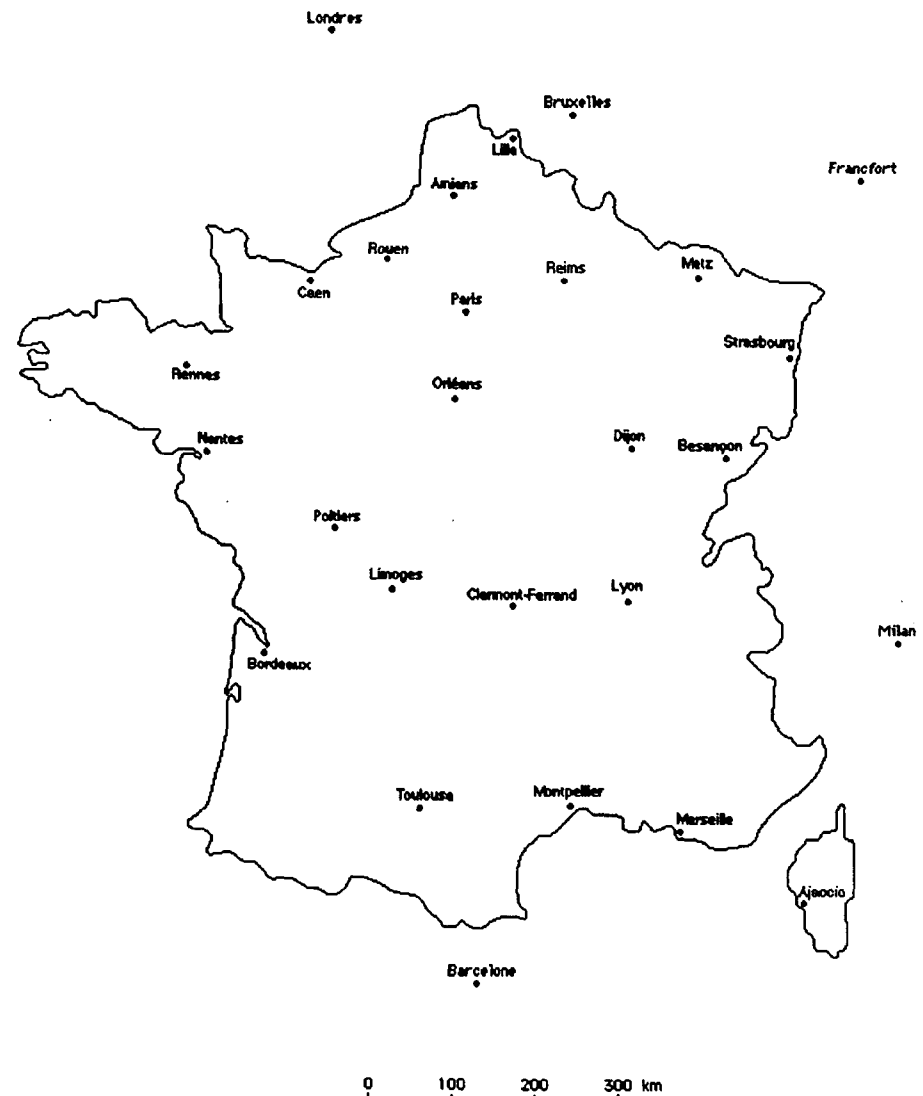 Londres
Bruxelles
Lille
Francfort
Amiens
Rouen
Reims
Metz
Caen
Paris
Strasbourg
Rennes
Orléans
Nantes
Dijon
Besançon
Poitiers
Limoges
Clermont-Ferrand
Lyon
Milan
Bordeaux
Toulouse
Montpellier
Marseille
Ajaccio
Barcelone
0 100 200 300 km